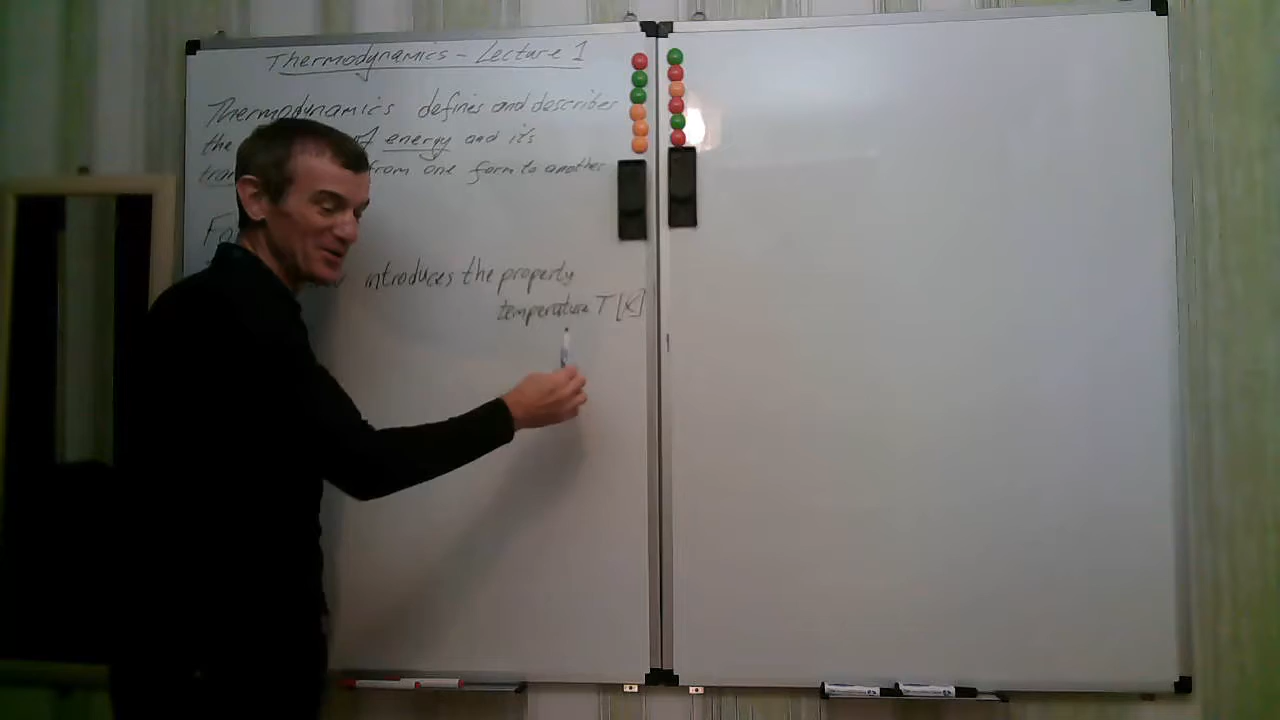 Thermodynamics - Lecture 1
Thermodynamics defines and describes
the of energy and it's
from one form to another
introduces the property
temperature T [K]